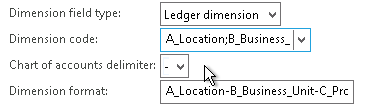 Dimension field type: Ledger dimension
Dimension code: A_Location;B_Business_
Chart of accounts delimiter: -
Dimension format: A_Location-B_Business_Unit-C_Prc